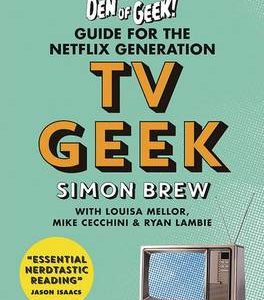 DEN OF GEEK!
GUIDE FOR THE
NETFLIX GENERATION
TV
GEEK
SIMON BREW
WITH LOUISA MELLOR,
MIKE CECCHINI & RYAN LAMBIE
"ESSENTIAL
NERDTASTIC
READING"
JASON ISAACS